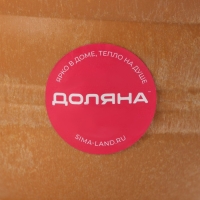 ЯРКО В ДОМЕ, ТЕПЛО НА ДУШЕ
ДОЛЯНА
SIMA-LAND.RU